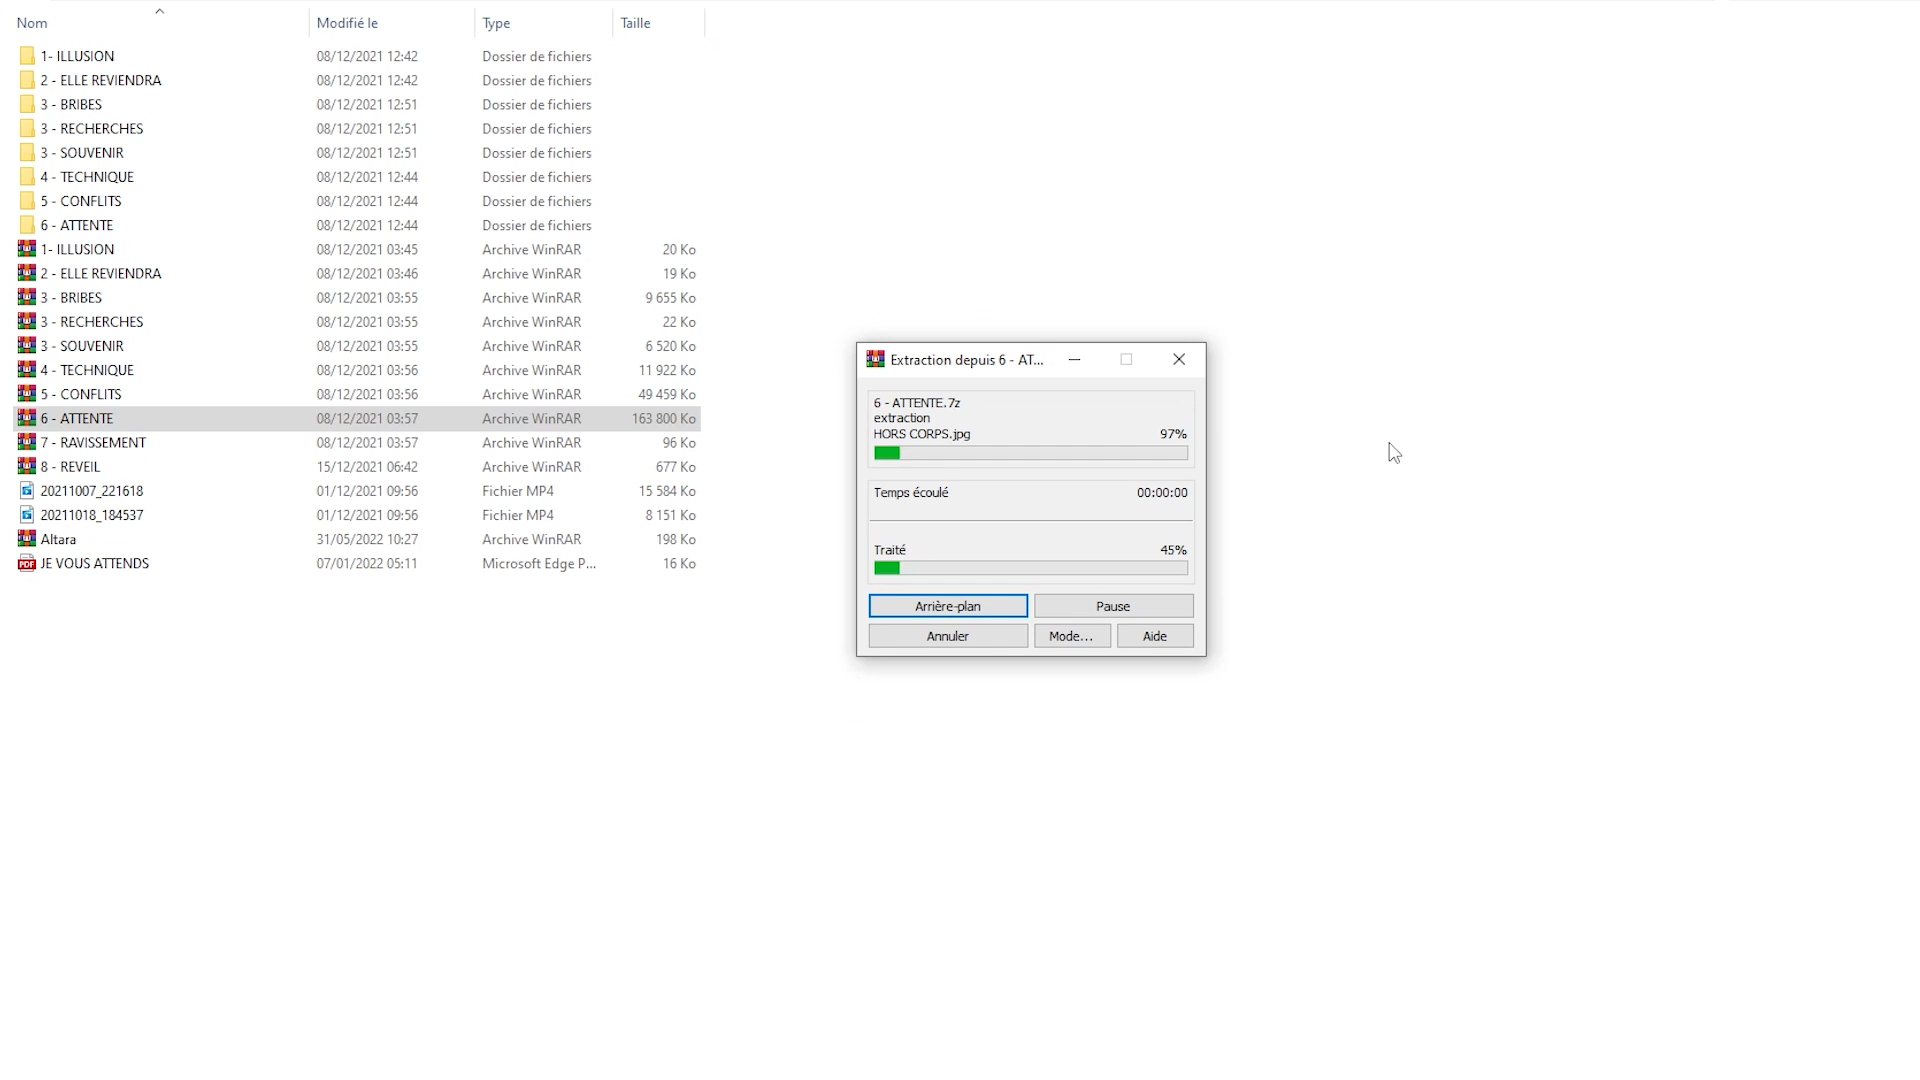 Nom Modifié le Type Taille
1- ILLUSION 08/12/2021 12:42 Dossier de fichiers
2 - ELLE REVIENDRA 08/12/2021 12:42 Dossier de fichiers
3 - BRIBES 08/12/2021 12:51 Dossier de fichiers
3 - RECHERCHES 08/12/2021 12:51 Dossier de fichiers
3 - SOUVENIR 08/12/2021 12:51 Dossier de fichiers
4 - TECHNIQUE 08/12/2021 12:44 Dossier de fichiers
5 - CONFLITS 08/12/2021 12:44 Dossier de fichiers
6 - ATTENTE 08/12/2021 12:44 Dossier de fichiers
1- ILLUSION 08/12/2021 03:45 Archive WinRAR 20 Ko
2 - ELLE REVIENDRA 08/12/2021 03:46 Archive WinRAR 19 Ko
3 - BRIBES 08/12/2021 03:55 Archive WinRAR 9 655 Ko
3 - RECHERCHES 08/12/2021 03:55 Archive WinRAR 22 Ko
3 - SOUVENIR 08/12/2021 03:55 Archive WinRAR 6 520 Ko
4 - TECHNIQUE 08/12/2021 03:56 Archive WinRAR 11 922 Ko
5 - CONFLITS 08/12/2021 03:56 Archive WinRAR 49 459 Ko
6 - ATTENTE 08/12/2021 03:57 Archive WinRAR 163 800 Ko
7 - RAVISSEMENT 08/12/2021 03:57 Archive WinRAR 96 Ko
8 - REVEIL 15/12/2021 06:42 Archive WinRAR 677 Ko
20211007_221618 01/12/2021 09:56 Fichier MP4 15 584 Ko
20211018_184537 01/12/2021 09:56 Fichier MP4 8 151 Ko
Altara 31/05/2022 10:27 Archive WinRAR 198 Ko
PDF JE VOUS ATTENDS 07/01/2022 05:11 Microsoft Edge P... 16 Ko
Extraction depuis 6 - AT...
6 - ATTENTE.7z
extraction
HORS CORPS.jpg 97%
Temps écoulé 00:00:00
Traité 45%
Arrière-plan Pause
Annuler Mode... Aide